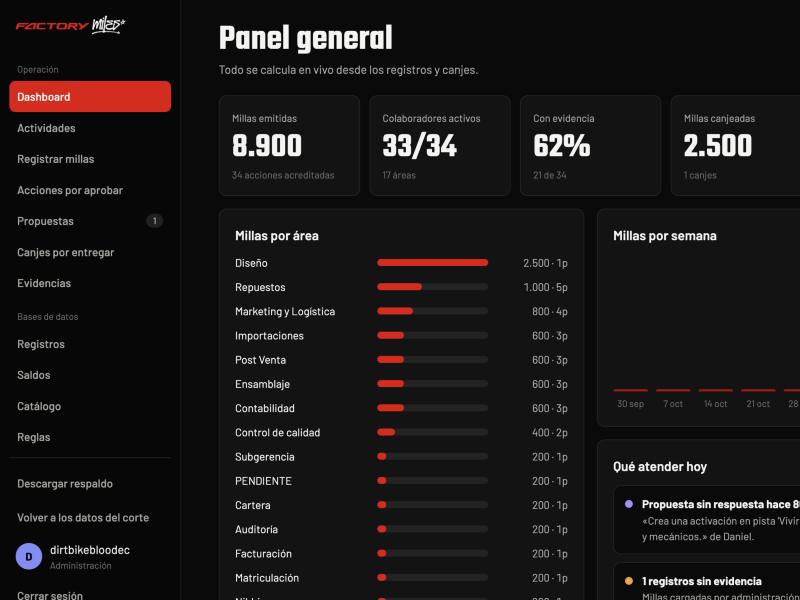 FACTORY miles
Operación
Dashboard
Actividades
Registrar millas
Acciones por aprobar
Propuestas 1
Canjes por entregar
Evidencias
Bases de datos
Registros
Saldos
Catálogo
Reglas
Descargar respaldo
Volver a los datos del corte
D dirtbikebloodec
Administración
Cerrar sesión
Panel general
Todo se calcula en vivo desde los registros y canjes.
Millas emitidas
8.900
34 acciones acreditadas
Colaboradores activos
33/34
17 áreas
Con evidencia
62%
21 de 34
Millas canjeadas
2.500
1 canjes
Millas por área
Diseño 2.500 · 1p
Repuestos 1.000 · 5p
Marketing y Logística 800 · 4p
Importaciones 600 · 3p
Post Venta 600 · 3p
Ensamblaje 600 · 3p
Contabilidad 600 · 3p
Control de calidad 400 · 2p
Subgerencia 200 · 1p
PENDIENTE 200 · 1p
Cartera 200 · 1p
Auditoría 200 · 1p
Facturación 200 · 1p
Matriculación 200 · 1p
Millas por semana
30 sep 7 oct 14 oct 21 oct 28
Qué atender hoy
Propuesta sin respuesta hace
«Crea una activación en pista 'Vivir
y mecánicos.» de Daniel.
1 registros sin evidencia
Millas cargadas por administración